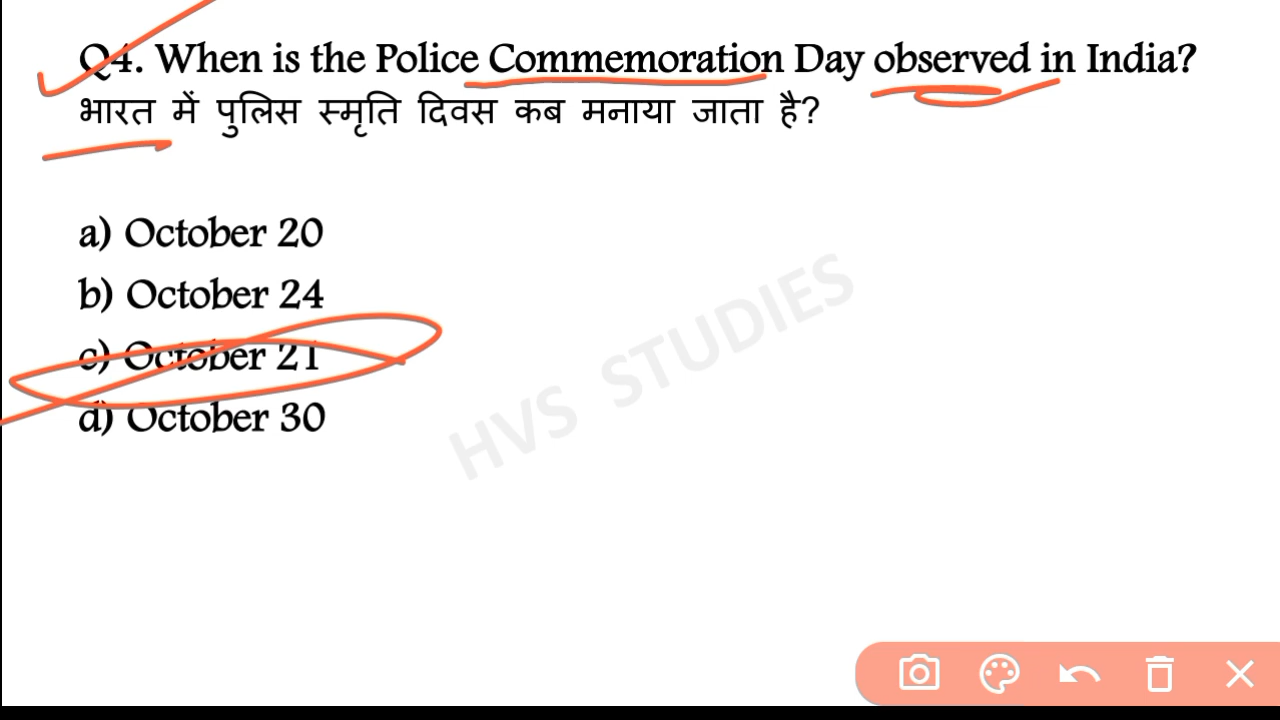 Q4. When is the Police Commemoration Day observed in India?
भारत में पुलिस स्मृति दिवस कब मनाया जाता है?
a) October 20
b) October 24
c) October 21
d) October 30
HVS STUDIES